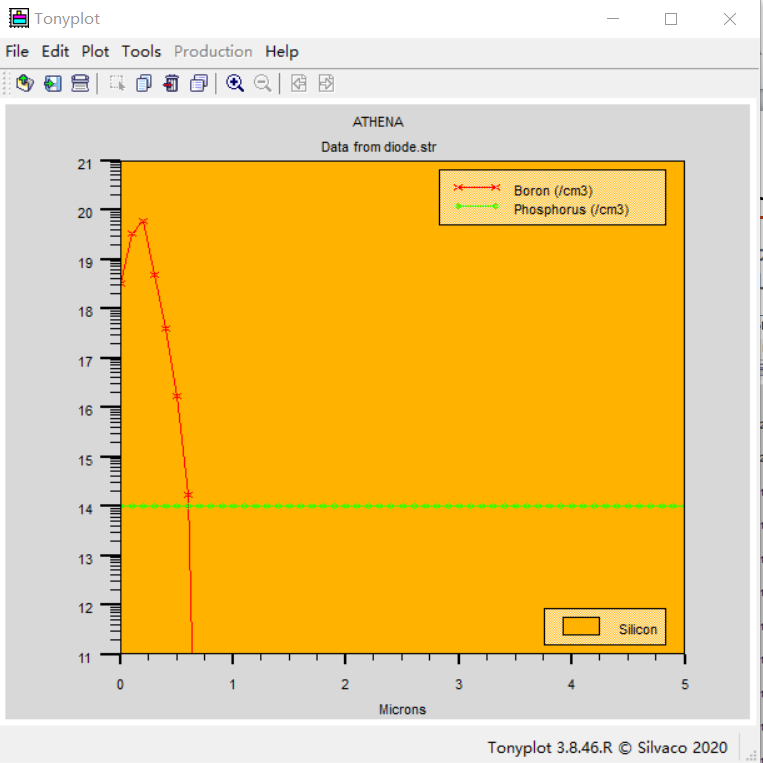 Tonyplot
File Edit Plot Tools Production Help
ATHENA
Data from diode.str
21
20
19
18
17
16
15
14
13
12
11
Boron (/cm3)
Phosphorus (/cm3)
Silicon
0 1 2 3 4 5
Microns
Tonyplot 3.8.46.R © Silvaco 2020